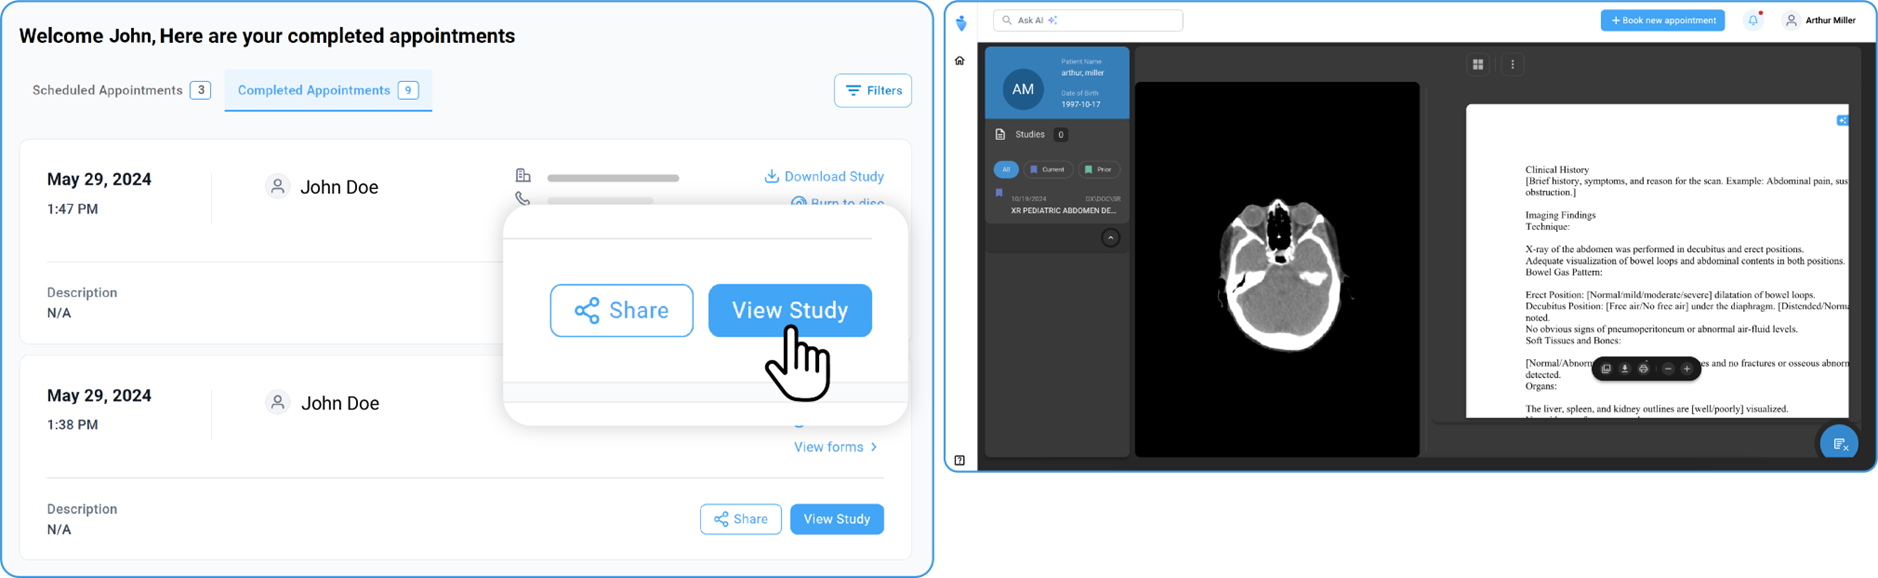 Welcome John, Here are your completed appointments
Scheduled Appointments 3
Completed Appointments 9
Filters
May 29, 2024
1:47 PM
John Doe
Download Study
Burn to disc
Description
N/A
Share
View Study
May 29, 2024
1:38 PM
John Doe
View forms >
Description
N/A
Share
View Study
Ask AI
+ Book new appointment
Arthur Miller
AM
Patient Name
arthur, miller
Date of Birth
1997-10-17
Studies 0
All
Current
Prior
10/19/2024 DX\DOC\SR
XR PEDIATRIC ABDOMEN DE...
Clinical History
[Brief history, symptoms, and reason for the scan. Example: Abdominal pain, sus
obstruction.]
Imaging Findings
Technique:
X-ray of the abdomen was performed in decubitus and erect positions.
Adequate visualization of bowel loops and abdominal contents in both positions.
Bowel Gas Pattern:
Erect Position: [Normal/mild/moderate/severe] dilatation of bowel loops.
Decubitus Position: [Free air/No free air] under the diaphragm. [Distended/Norma
noted.
No obvious signs of pneumoperitoneum or abnormal air-fluid levels.
Soft Tissues and Bones:
[Normal/Abnorm es and no fractures or osseous abnorm
detected.
Organs:
The liver, spleen, and kidney outlines are [well/poorly] visualized.